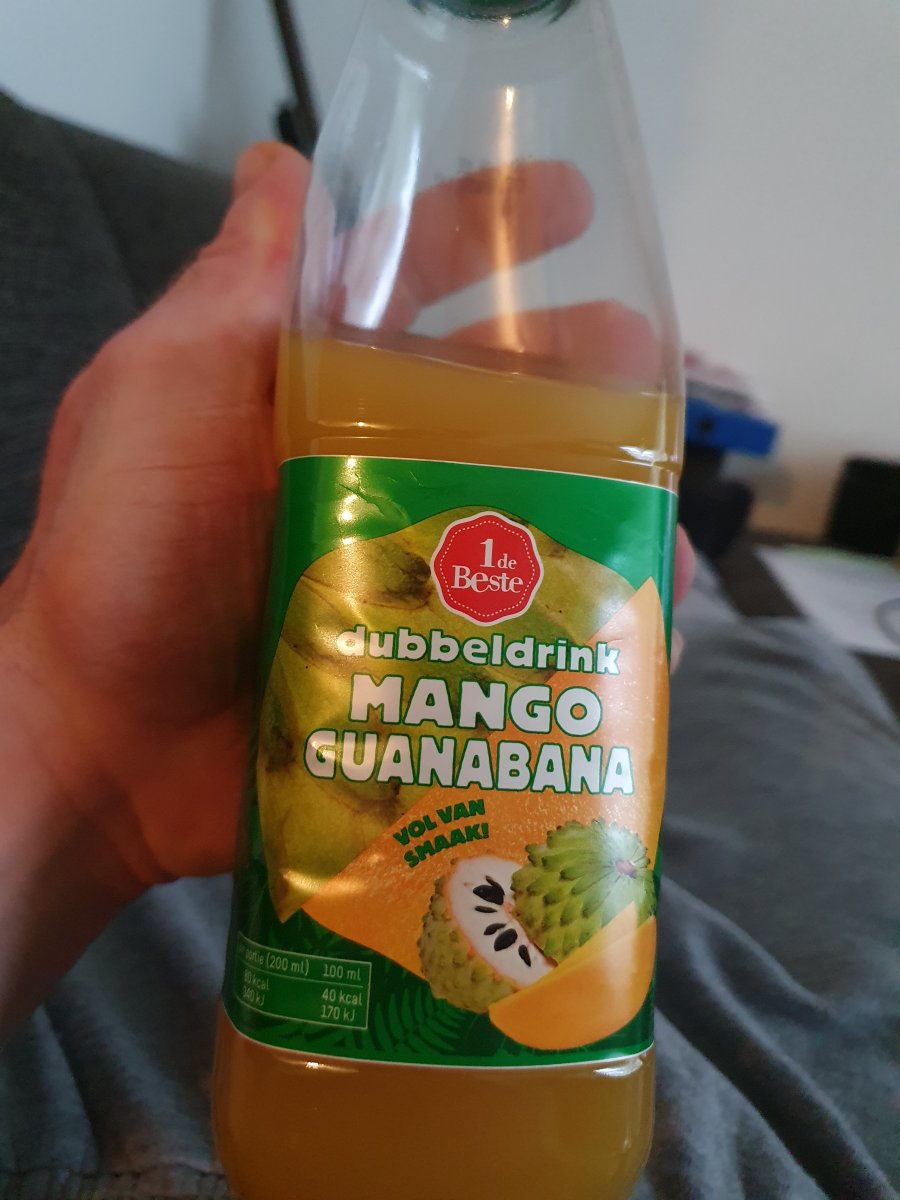 1 de
Beste
dubbeldrink
MANGO
GUANABANA
VOL VAN
SMAAK!
portie (200 ml) 100 ml
80 kcal 40 kcal
340 kJ 170 kJ